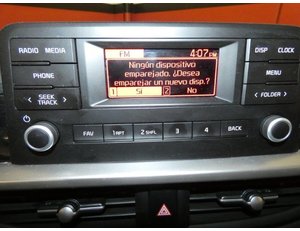 FM 4:07PM
RADIO MEDIA
DISP CLOCK
Ningún dispositivo
emparejado. ¿Desea
emparejar un nuevo disp.?
1 Sí 2 No
PHONE
MENU
SEEK
TRACK
FOLDER
FAV 1 RPT 2 SHFL 3 4 BACK